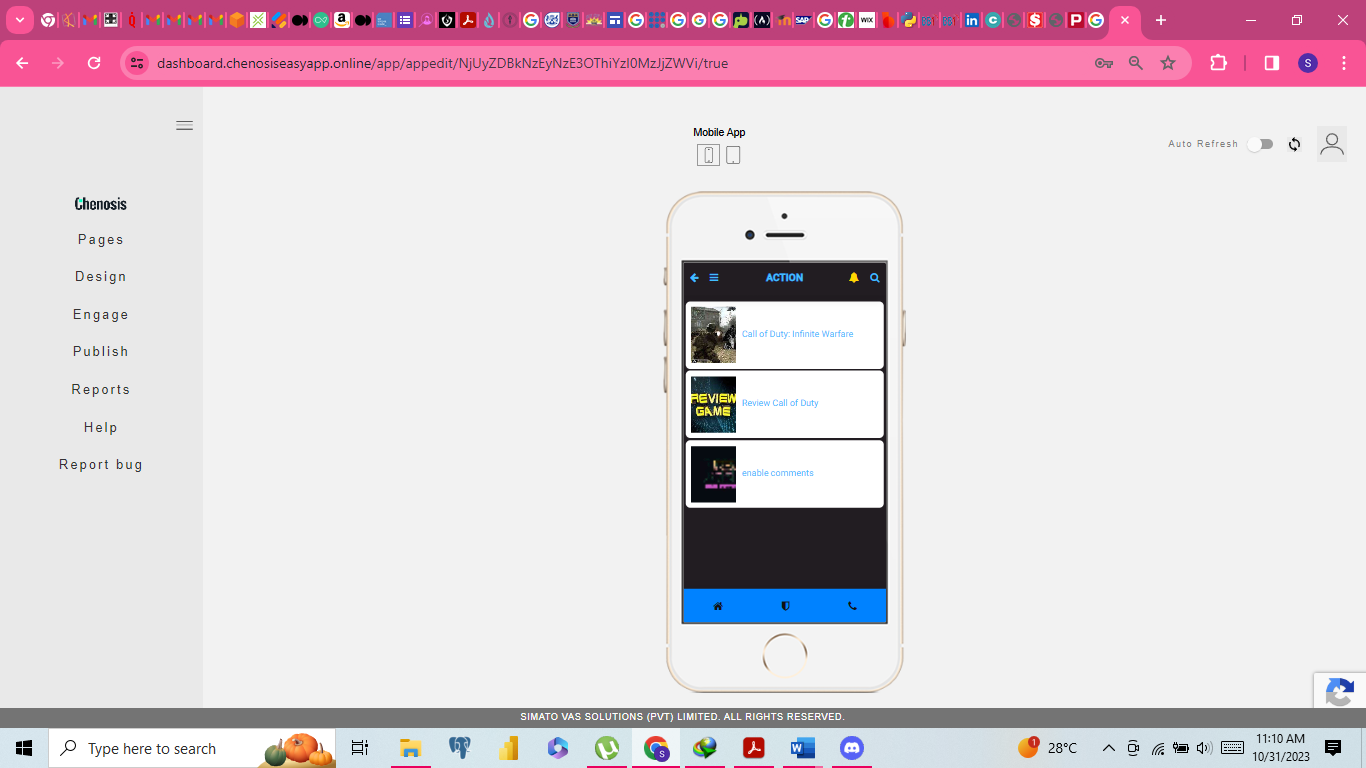 dashboard.chenosiseasyapp.online/app/appedit/NjUyZDBkNzEyNzE3OThiYzI0MzJjZWVi/true
S
Mobile App
Auto Refresh
Chenosis
Pages
Design
Engage
Publish
Reports
Help
Report bug
ACTION
Call of Duty: Infinite Warfare
REVIEW
GAME
Review Call of Duty
enable comments
SIMATO VAS SOLUTIONS (PVT) LIMITED. ALL RIGHTS RESERVED.
Type here to search
28°C
11:10 AM
10/31/2023